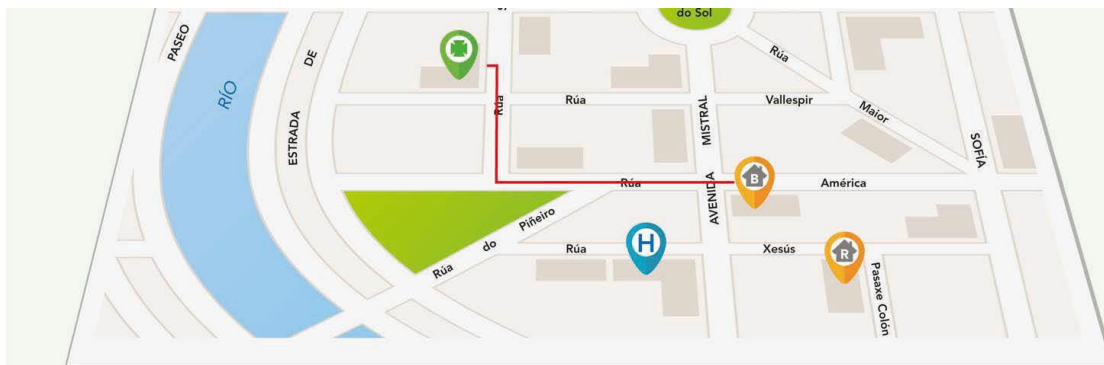 do Sol
PASEO
RÍO
DE
ESTRADA
Rúa
Rúa
Rúa
Vallespir
Maior
MISTRAL
SOFÍA
B
Rúa
América
AVENIDA
Rúa do Piñeiro
H
Rúa
Xesús
R
Pasaxe Colón